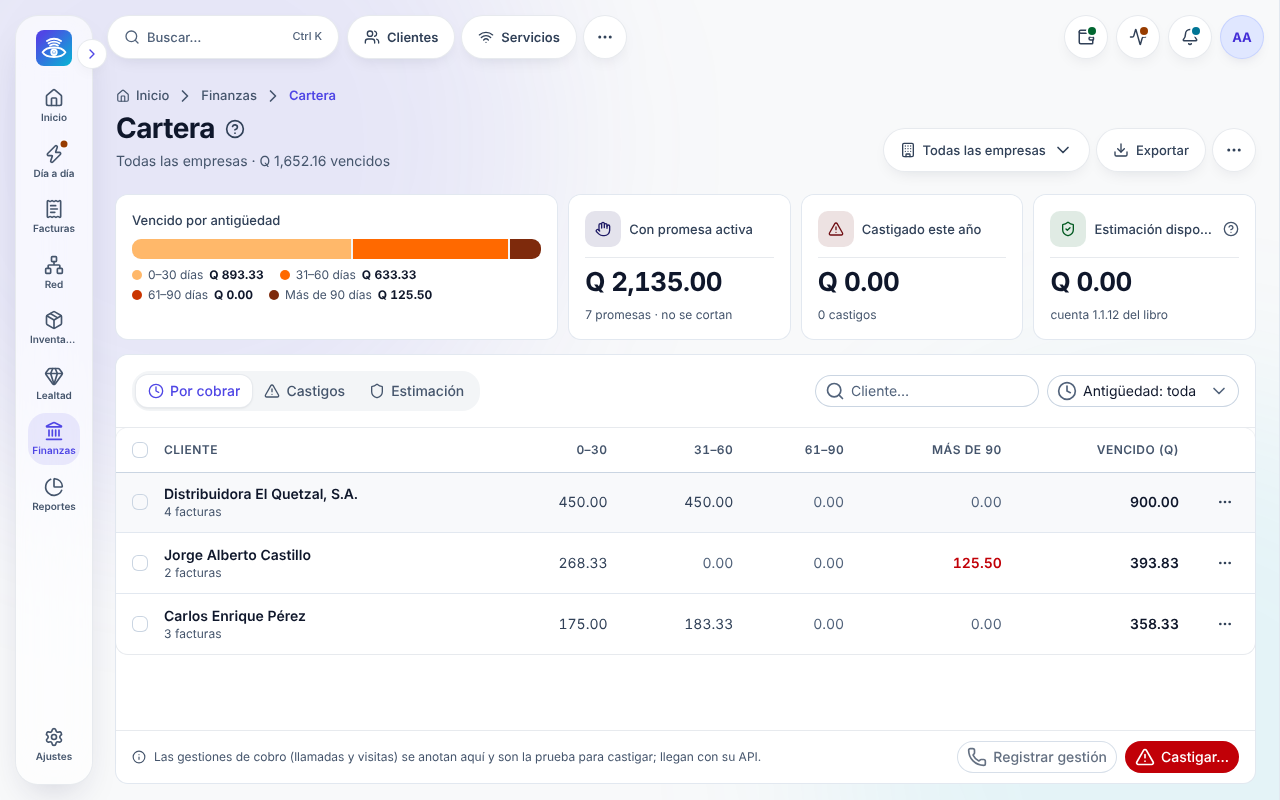 Buscar...
Ctrl K
Clientes
Servicios
AA
Inicio
Día a día
Facturas
Red
Inventa...
Lealtad
Finanzas
Reportes
Ajustes
Inicio > Finanzas > Cartera
Cartera
Todas las empresas · Q 1,652.16 vencidos
Todas las empresas
Exportar
Vencido por antigüedad
0–30 días Q 893.33 31–60 días Q 633.33
61–90 días Q 0.00 Más de 90 días Q 125.50
Con promesa activa
Q 2,135.00
7 promesas · no se cortan
Castigado este año
Q 0.00
0 castigos
Estimación dispo...
Q 0.00
cuenta 1.1.12 del libro
Por cobrar
Castigos
Estimación
Cliente...
Antigüedad: toda
CLIENTE 0–30 31–60 61–90 MÁS DE 90 VENCIDO (Q)
Distribuidora El Quetzal, S.A.
4 facturas
450.00 450.00 0.00 0.00 900.00
Jorge Alberto Castillo
2 facturas
268.33 0.00 0.00 125.50 393.83
Carlos Enrique Pérez
3 facturas
175.00 183.33 0.00 0.00 358.33
Las gestiones de cobro (llamadas y visitas) se anotan aquí y son la prueba para castigar; llegan con su API.
Registrar gestión
Castigar...